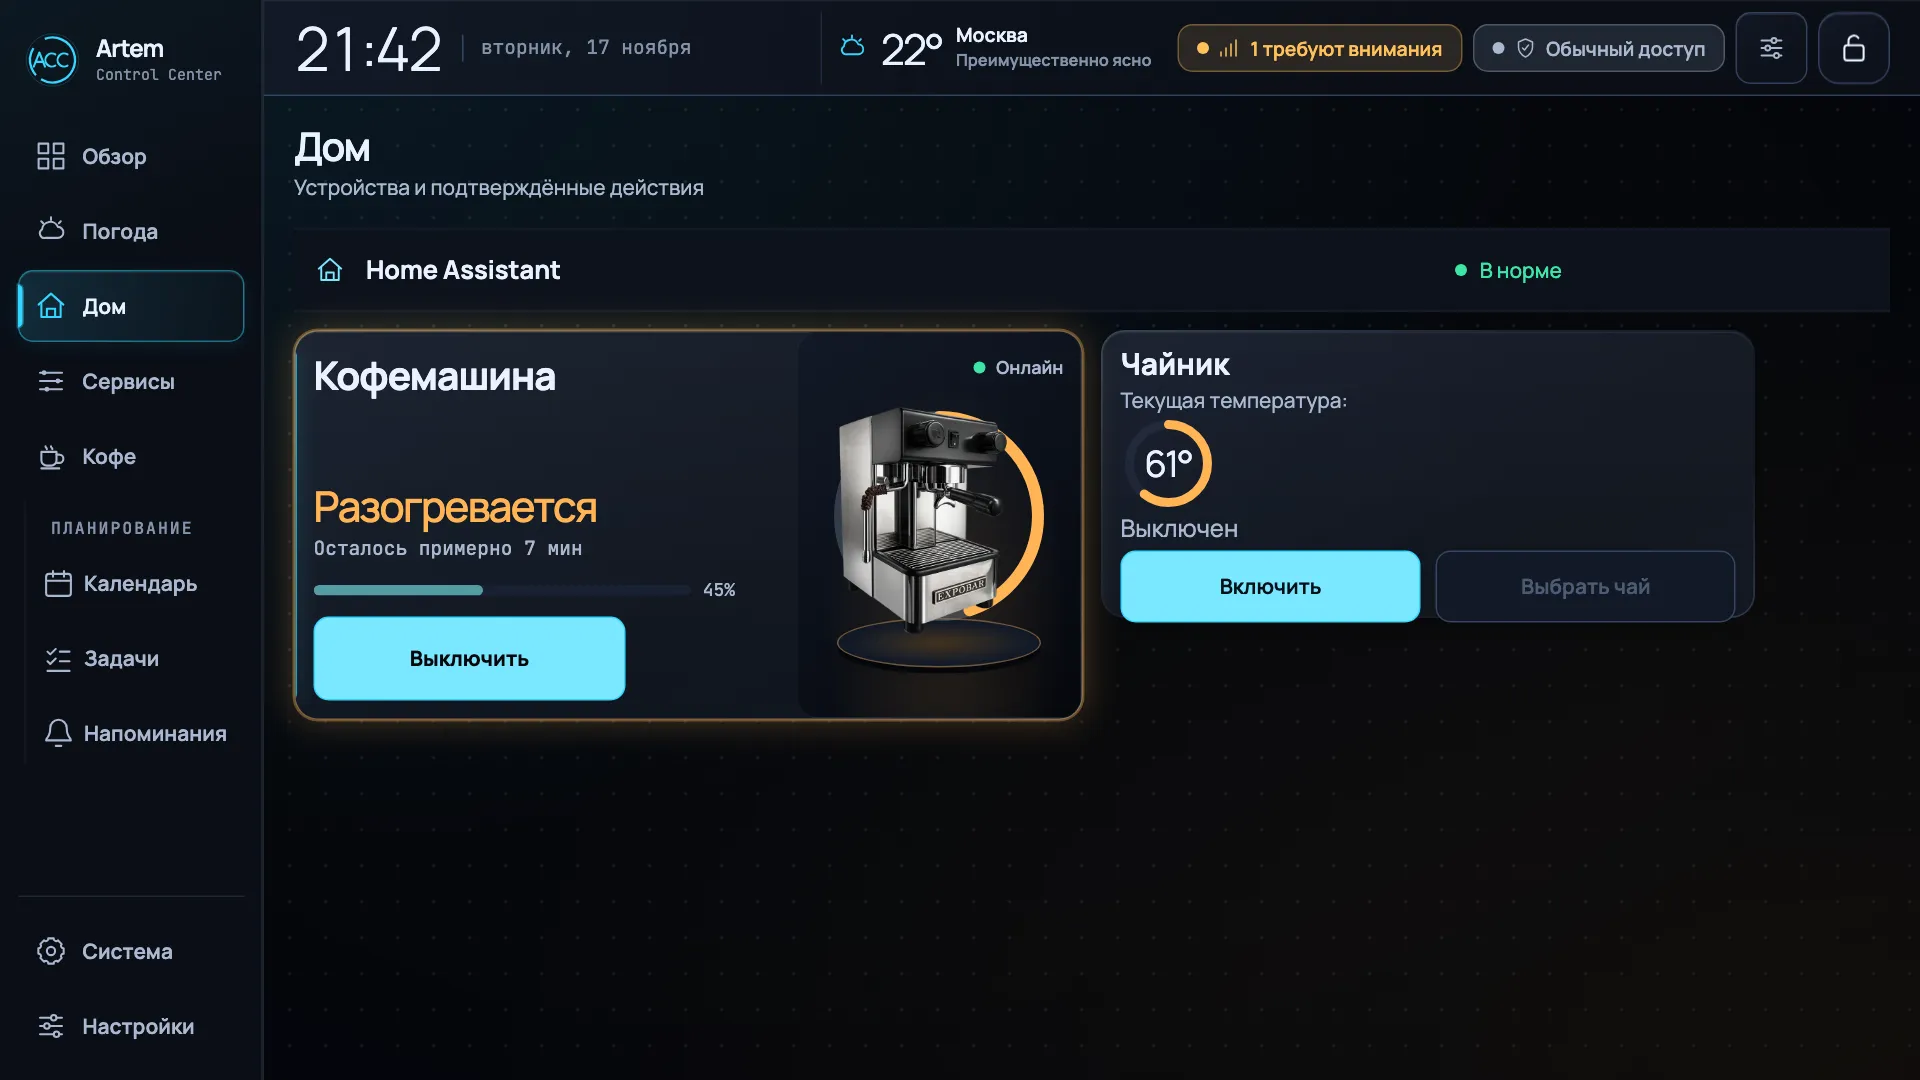 ACC
Artem
Control Center
21:42
вторник, 17 ноября
22°
Москва
Преимущественно ясно
1 требуют внимания
Обычный доступ
Обзор
Погода
Дом
Сервисы
Кофе
ПЛАНИРОВАНИЕ
Календарь
Задачи
Напоминания
Система
Настройки
Дом
Устройства и подтверждённые действия
Home Assistant
В норме
Кофемашина
Онлайн
Разогревается
Осталось примерно 7 мин
45%
Выключить
EXPOBAR
Чайник
Текущая температура:
61°
Выключен
Включить
Выбрать чай